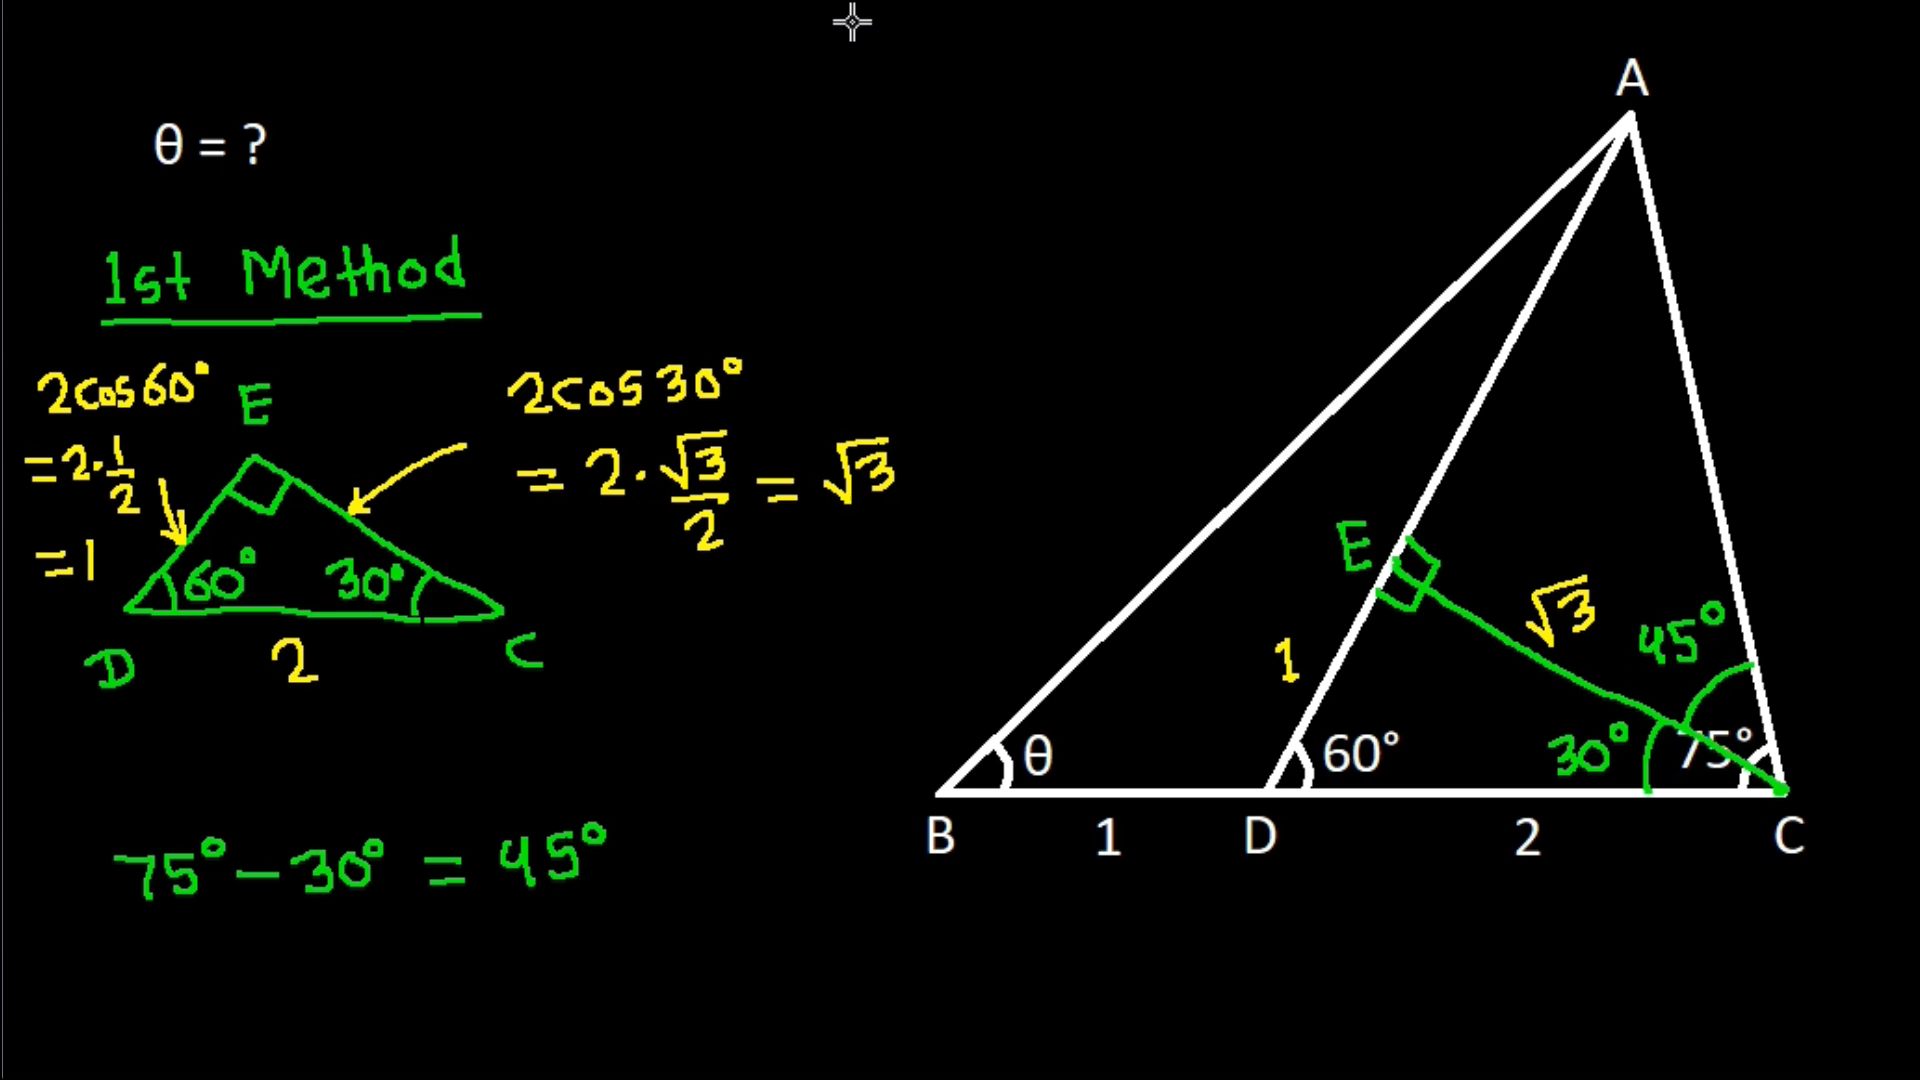 θ = ?
1st Method
2cos60°
= 2·1/2
= 1
E
60°
30°
D
2
C
2cos30°
= 2·√3/2 = √3
75° − 30° = 45°
A
E
1
√3
45°
θ
60°
30°
75°
B
1
D
2
C